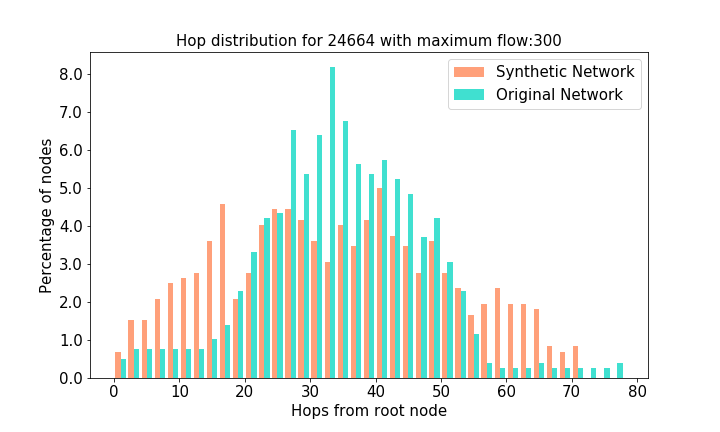 Hop distribution for 24664 with maximum flow:300
Synthetic Network
Original Network
Percentage of nodes
8.0
7.0
6.0
5.0
4.0
3.0
2.0
1.0
0.0
0 10 20 30 40 50 60 70 80
Hops from root node